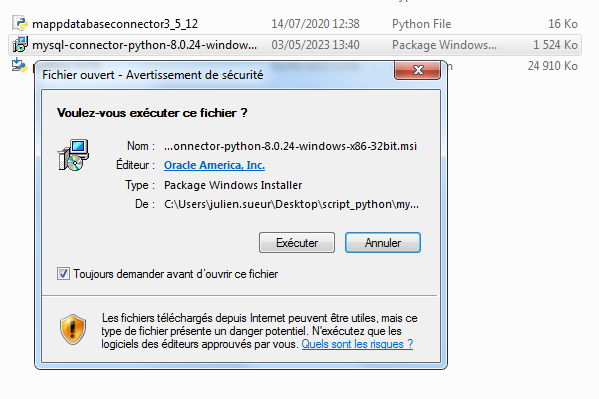 Type
mappdatabaseconnector3_5_12 14/07/2020 12:38 Python File 16 Ko
mysql-connector-python-8.0.24-window... 03/05/2023 13:40 Package Windows... 1 524 Ko
24 910 Ko
Fichier ouvert - Avertissement de sécurité
Voulez-vous exécuter ce fichier ?
Nom : ...onnector-python-8.0.24-windows-x86-32bit.msi
Éditeur : Oracle America, Inc.
Type : Package Windows Installer
De : C:\Users\julien.sueur\Desktop\script_python\my...
Exécuter Annuler
Toujours demander avant d'ouvrir ce fichier
Les fichiers téléchargés depuis Internet peuvent être utiles, mais ce
type de fichier présente un danger potentiel. N'exécutez que les
logiciels des éditeurs approuvés par vous. Quels sont les risques ?